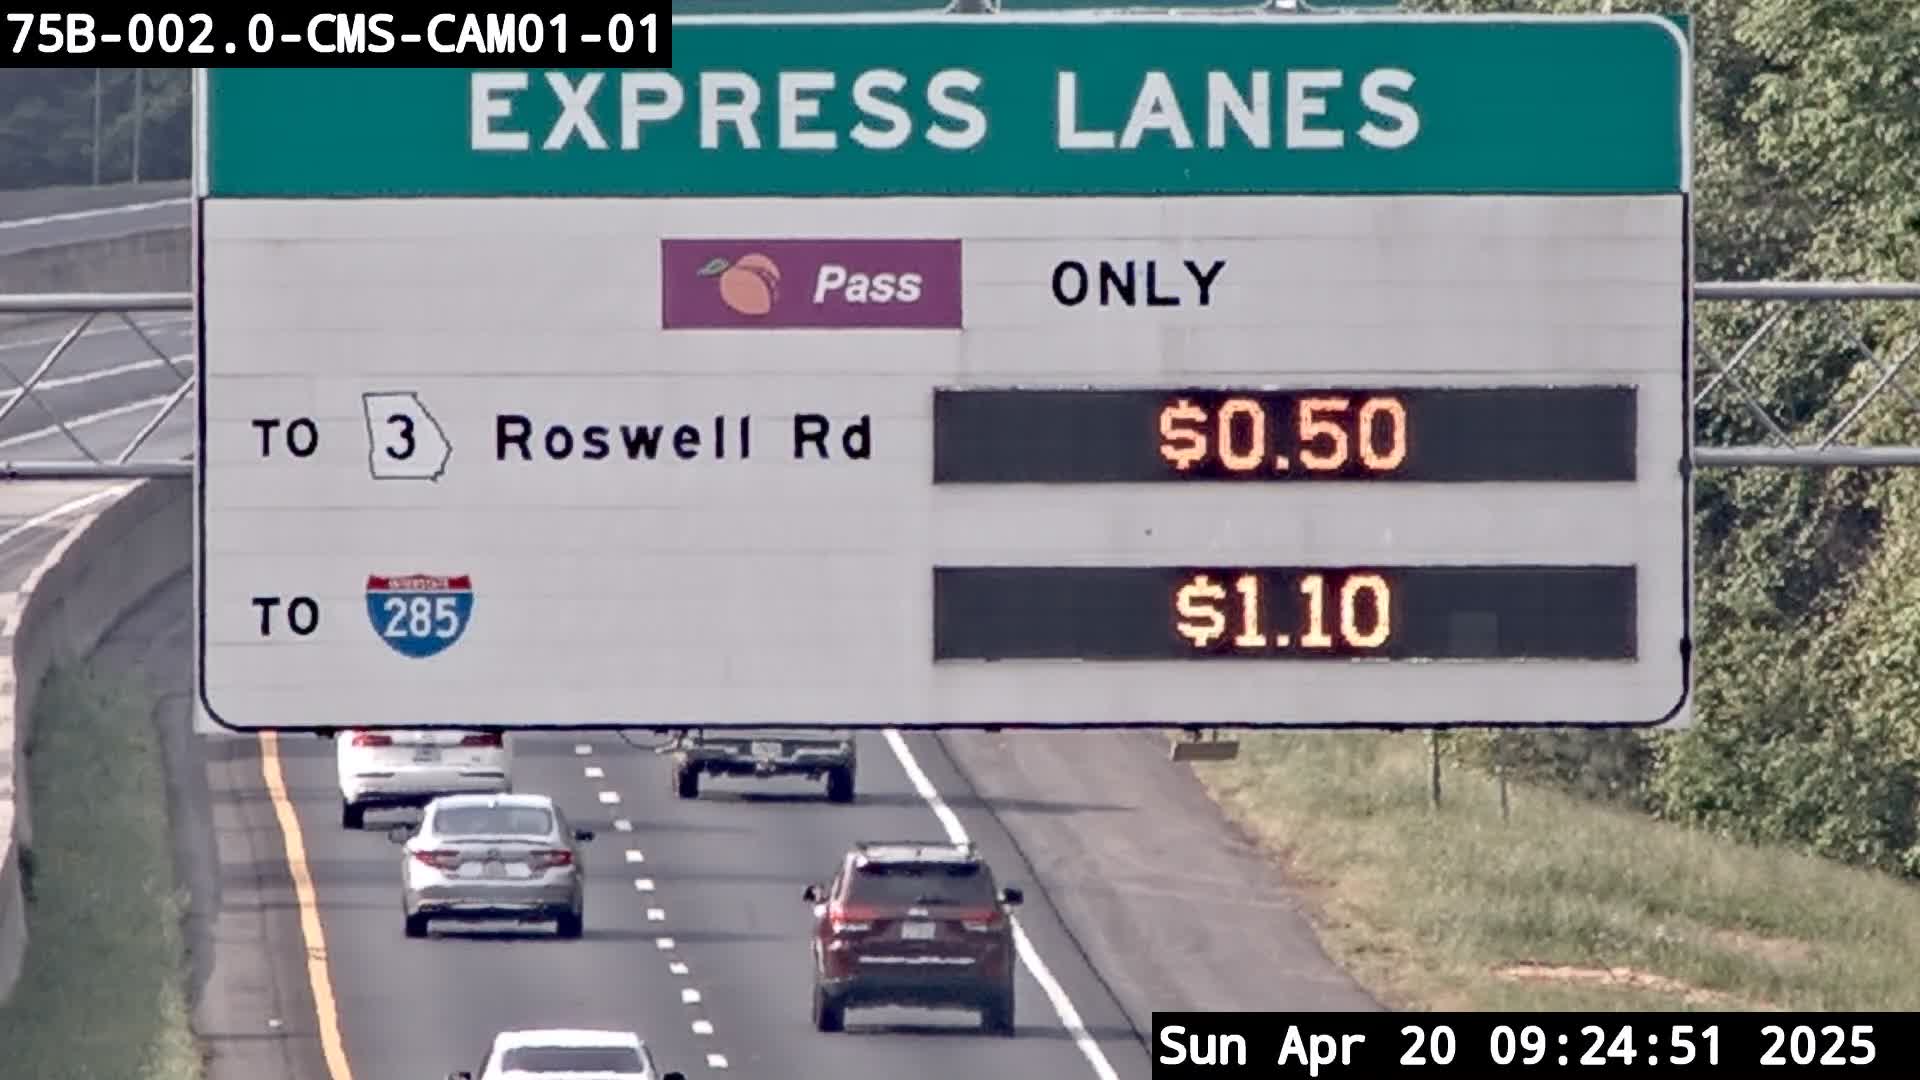 75B-002.0-CMS-CAM01-01
EXPRESS LANES
Pass ONLY
TO 3 Roswell Rd $0.50
TO INTERSTATE 285 $1.10
Sun Apr 20 09:24:51 2025